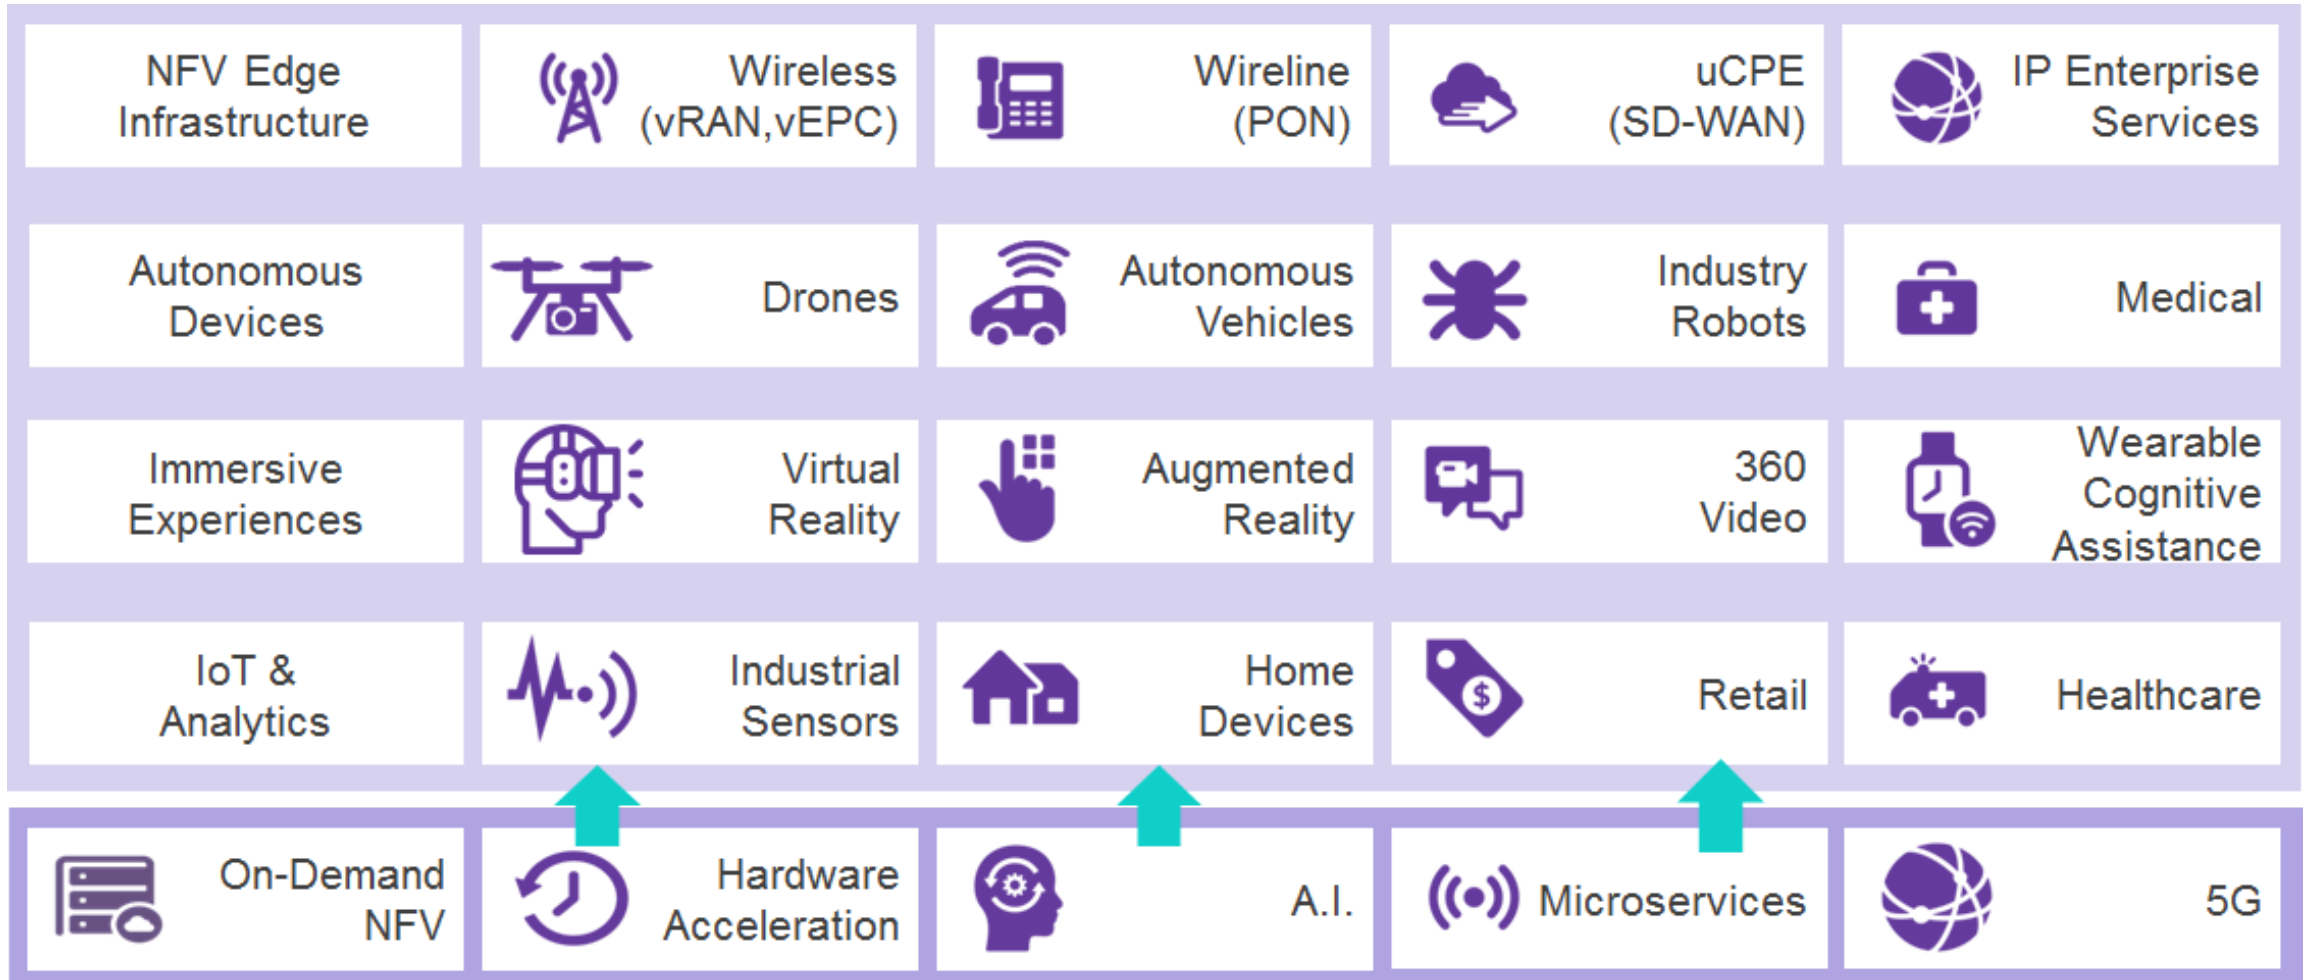 NFV Edge
Infrastructure
Wireless
(vRAN,vEPC)
Wireline
(PON)
uCPE
(SD-WAN)
IP Enterprise
Services
Autonomous
Devices
Drones
Autonomous
Vehicles
Industry
Robots
Medical
Immersive
Experiences
Virtual
Reality
Augmented
Reality
360
Video
Wearable
Cognitive
Assistance
IoT &
Analytics
Industrial
Sensors
Home
Devices
$
Retail
Healthcare
On-Demand
NFV
Hardware
Acceleration
A.I.
Microservices
5G